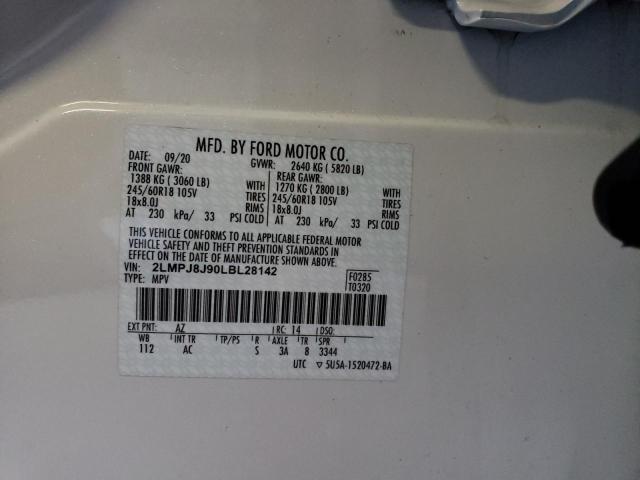 MFD. BY FORD MOTOR CO.
DATE: 09/20 GVWR: 2640 KG ( 5820 LB)
FRONT GAWR: REAR GAWR:
1388 KG ( 3060 LB) WITH 1270 KG ( 2800 LB) WITH
245/60R18 105V TIRES 245/60R18 105V TIRES
18x8.0J RIMS 18x8.0J RIMS
AT 230 kPa/ 33 PSI COLD AT 230 kPa/ 33 PSI COLD
THIS VEHICLE CONFORMS TO ALL APPLICABLE FEDERAL MOTOR
VEHICLE SAFETY AND THEFT PREVENTION STANDARDS IN
EFFECT ON THE DATE OF MANUFACTURE SHOWN ABOVE.
VIN: 2LMPJ8J90LBL28142 F0285
TYPE: MPV T0320
EXT PNT: AZ RC: 14 DSO:
WB INT TR TP/PS R AXLE TR SPR
112 AC S 3A 8 3344
UTC ▽ 5U5A-1520472-BA